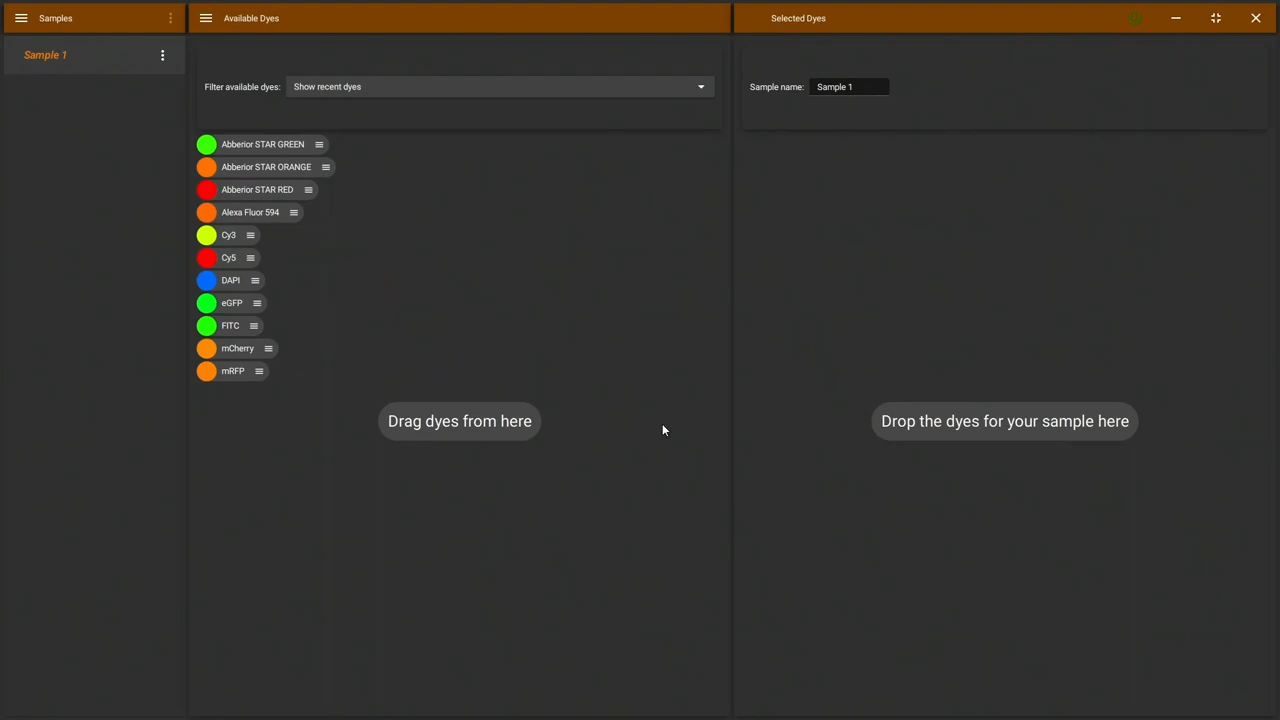 Samples
Available Dyes
Selected Dyes
Sample 1
Filter available dyes:
Show recent dyes
Sample name:
Sample 1
Abberior STAR GREEN
Abberior STAR ORANGE
Abberior STAR RED
Alexa Fluor 594
Cy3
Cy5
DAPI
eGFP
FITC
mCherry
mRFP
Drag dyes from here
Drop the dyes for your sample here